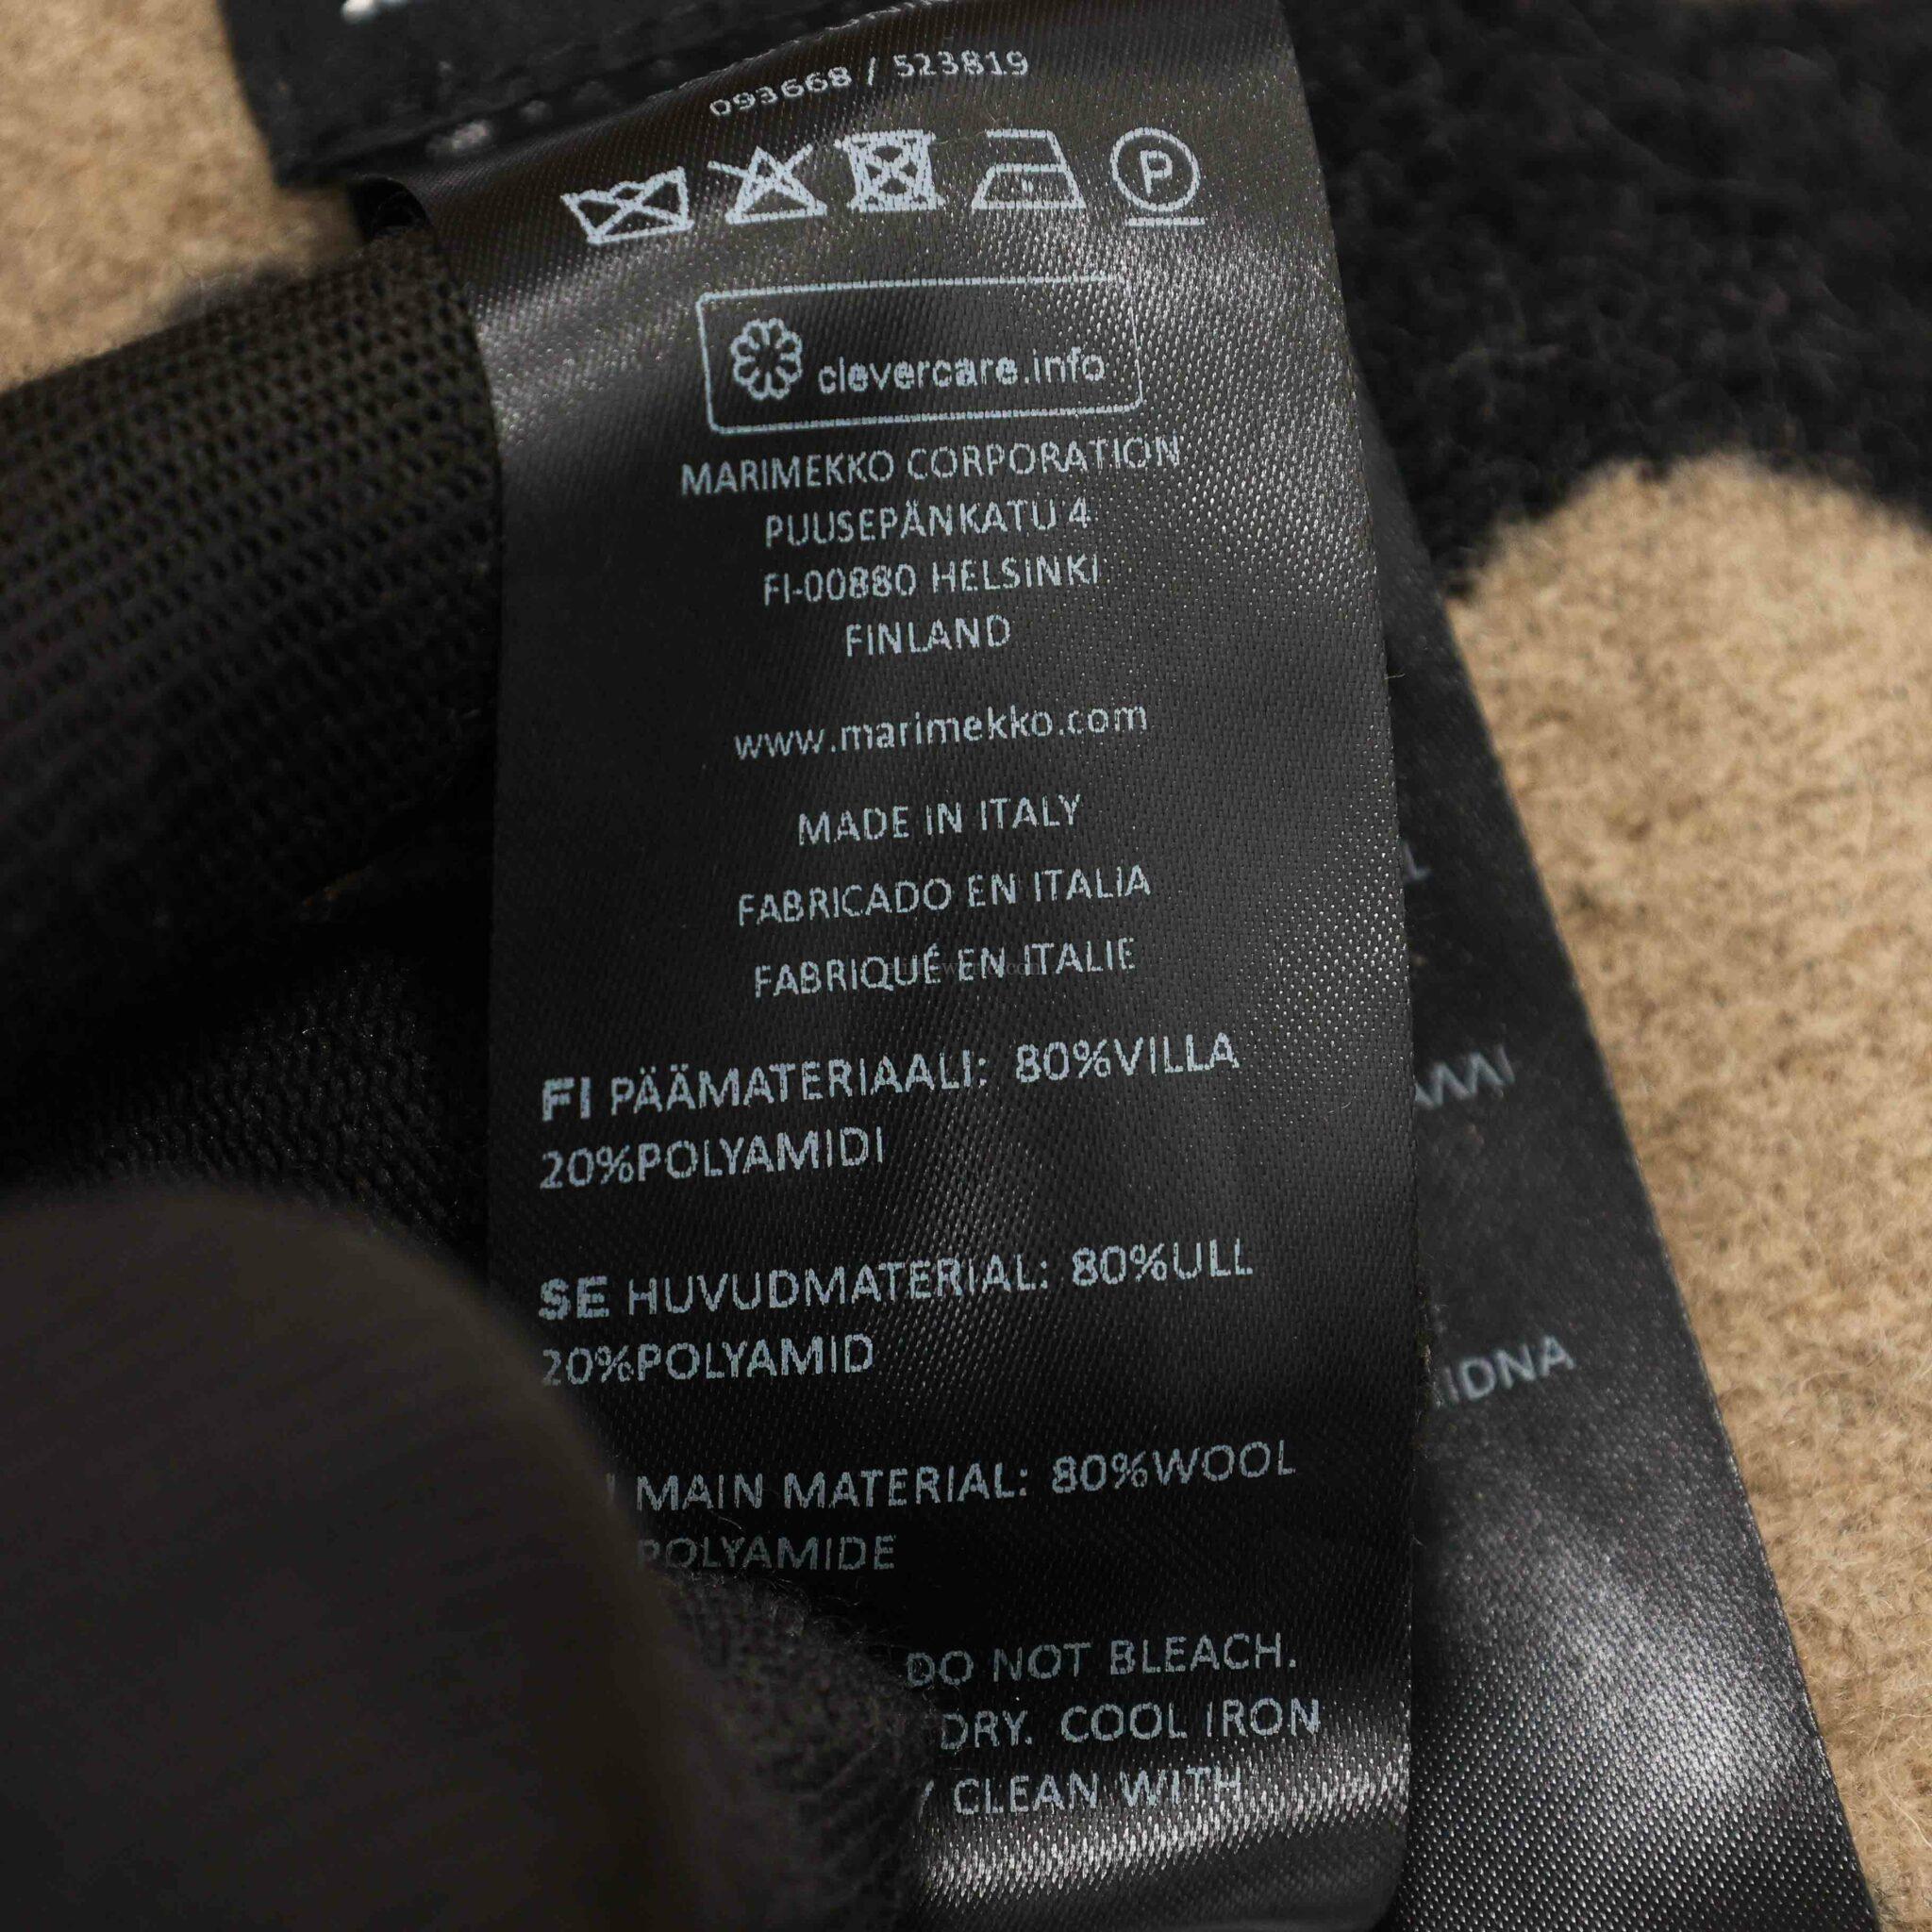 093668 / 523819
P
clevercare.info
MARIMEKKO CORPORATION
PUUSEPÄNKATU 4
FI-00880 HELSINKI
FINLAND
www.marimekko.com
MADE IN ITALY
FABRICADO EN ITALIA
FABRIQUÉ EN ITALIE
FI PÄÄMATERIAALI: 80%VILLA
20%POLYAMIDI
SE HUVUDMATERIAL: 80%ULL
20%POLYAMID
MAIN MATERIAL: 80%WOOL
POLYAMIDE
DO NOT BLEACH.
DRY. COOL IRON
CLEAN WITH